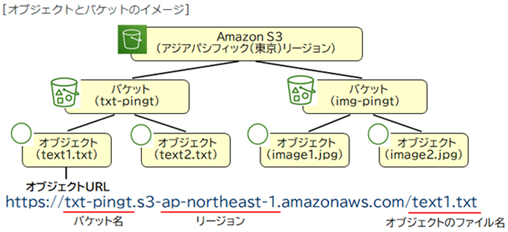 [オブジェクトとバケットのイメージ]
Amazon S3
(アジアパシフィック(東京)リージョン)
バケット
(txt-pingt)
バケット
(img-pingt)
オブジェクト
(text1.txt)
オブジェクト
(text2.txt)
オブジェクト
(image1.jpg)
オブジェクト
(image2.jpg)
オブジェクトURL
https://txt-pingt.s3-ap-northeast-1.amazonaws.com/text1.txt
バケット名 リージョン オブジェクトのファイル名